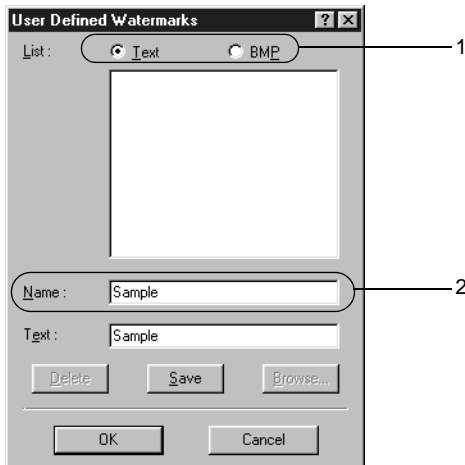 User Defined Watermarks
List : Text BMP 1
Name : Sample 2
Text : Sample
Delete Save Browse...
OK Cancel